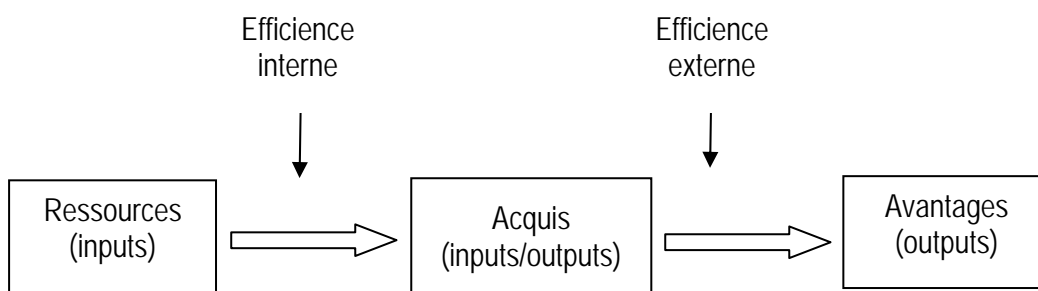 Efficience
interne
Efficience
externe
Ressources
(inputs)
Acquis
(inputs/outputs)
Avantages
(outputs)